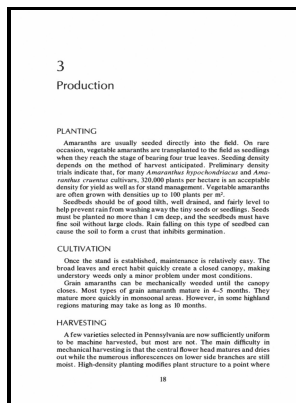 3
Production
PLANTING
Amaranths are usually seeded directly into the field. On rare
occasion, vegetable amaranths are transplanted to the field as seedlings
when they reach the stage of bearing four true leaves. Seeding density
depends on the method of harvest anticipated. Preliminary density
trials indicate that, for many Amaranthus hypochondriacus and Ama-
ranthus cruentus cultivars, 320,000 plants per hectare is an acceptable
density for yield as well as for stand management. Vegetable amaranths
are often grown with densities up to 100 plants per m².
Seedbeds should be of good tilth, well drained, and fairly level to
help prevent rain from washing away the tiny seeds or seedlings. Seeds
must be planted no more than 1 cm deep, and the seedbeds must have
fine soil without large clods. Rain falling on this type of seedbed can
cause the soil to form a crust that inhibits germination.
CULTIVATION
Once the stand is established, maintenance is relatively easy. The
broad leaves and erect habit quickly create a closed canopy, making
understory weeds only a minor problem under most conditions.
Grain amaranths can be mechanically weeded until the canopy
closes. Most types of grain amaranth mature in 4–5 months. They
mature more quickly in monsoonal areas. However, in some highland
regions maturing may take as long as 10 months.
HARVESTING
A few varieties selected in Pennsylvania are now sufficiently uniform
to be machine harvested, but most are not. The main difficulty in
mechanical harvesting is that the central flower head matures and dries
out while the numerous inflorescences on lower side branches are still
moist. High-density planting modifies plant structure to a point where
18